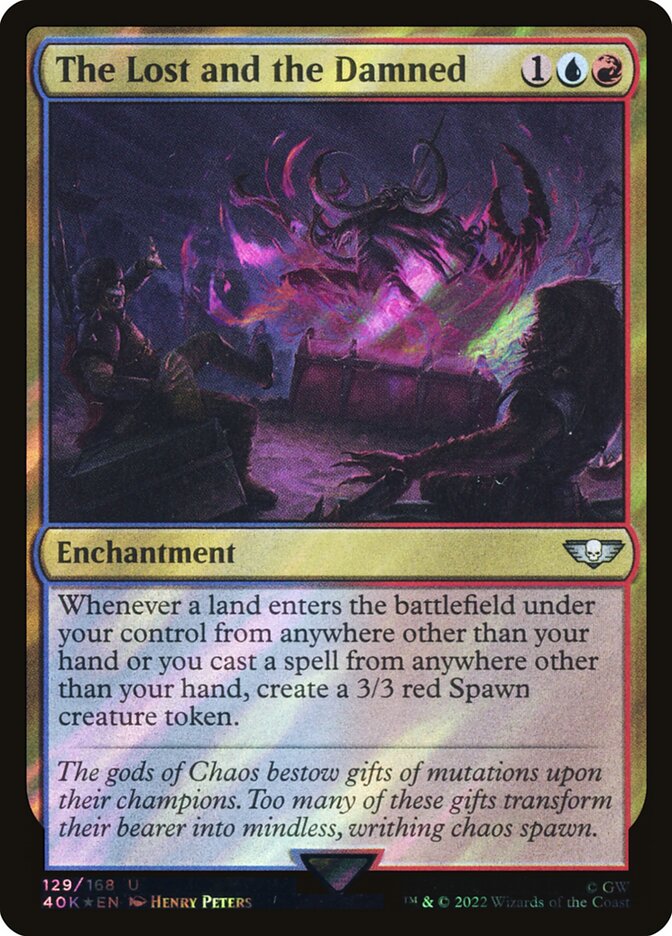 The Lost and the Damned 1
Enchantment
Whenever a land enters the battlefield under
your control from anywhere other than your
hand or you cast a spell from anywhere other
than your hand, create a 3/3 red Spawn
creature token.
The gods of Chaos bestow gifts of mutations upon
their champions. Too many of these gifts transform
their bearer into mindless, writhing chaos spawn.
129/168 U
© GW
40K★EN Henry Peters
™ & © 2022 Wizards of the Coast